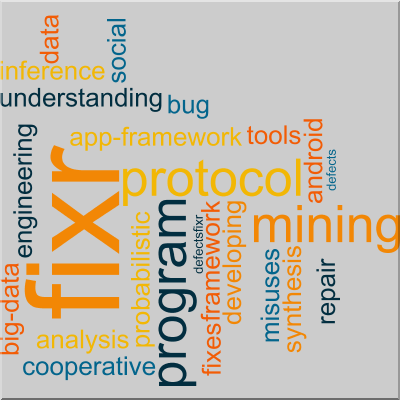 data
social
inference
understanding
bug
app-framework
tools
android
defects
engineering
protocol
fixr
mining
program
probabilistic
defectsfixr
fixesframework
developing
misuses
synthesis
repair
big-data
analysis
cooperative